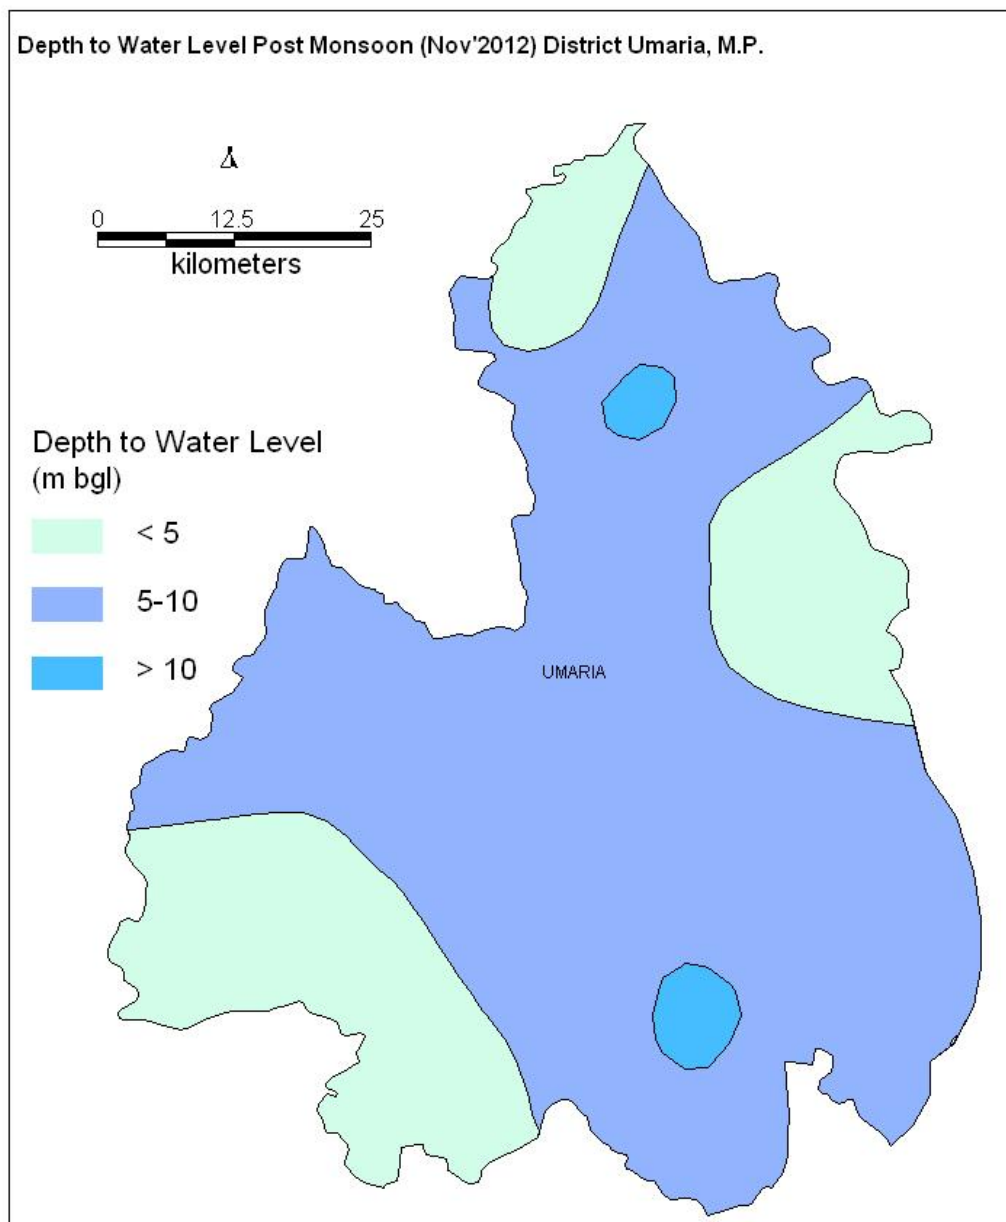 Depth to Water Level Post Monsoon (Nov'2012) District Umaria, M.P.
0 12.5 25
kilometers
Depth to Water Level
(m bgl)
< 5
5-10
> 10
UMARIA